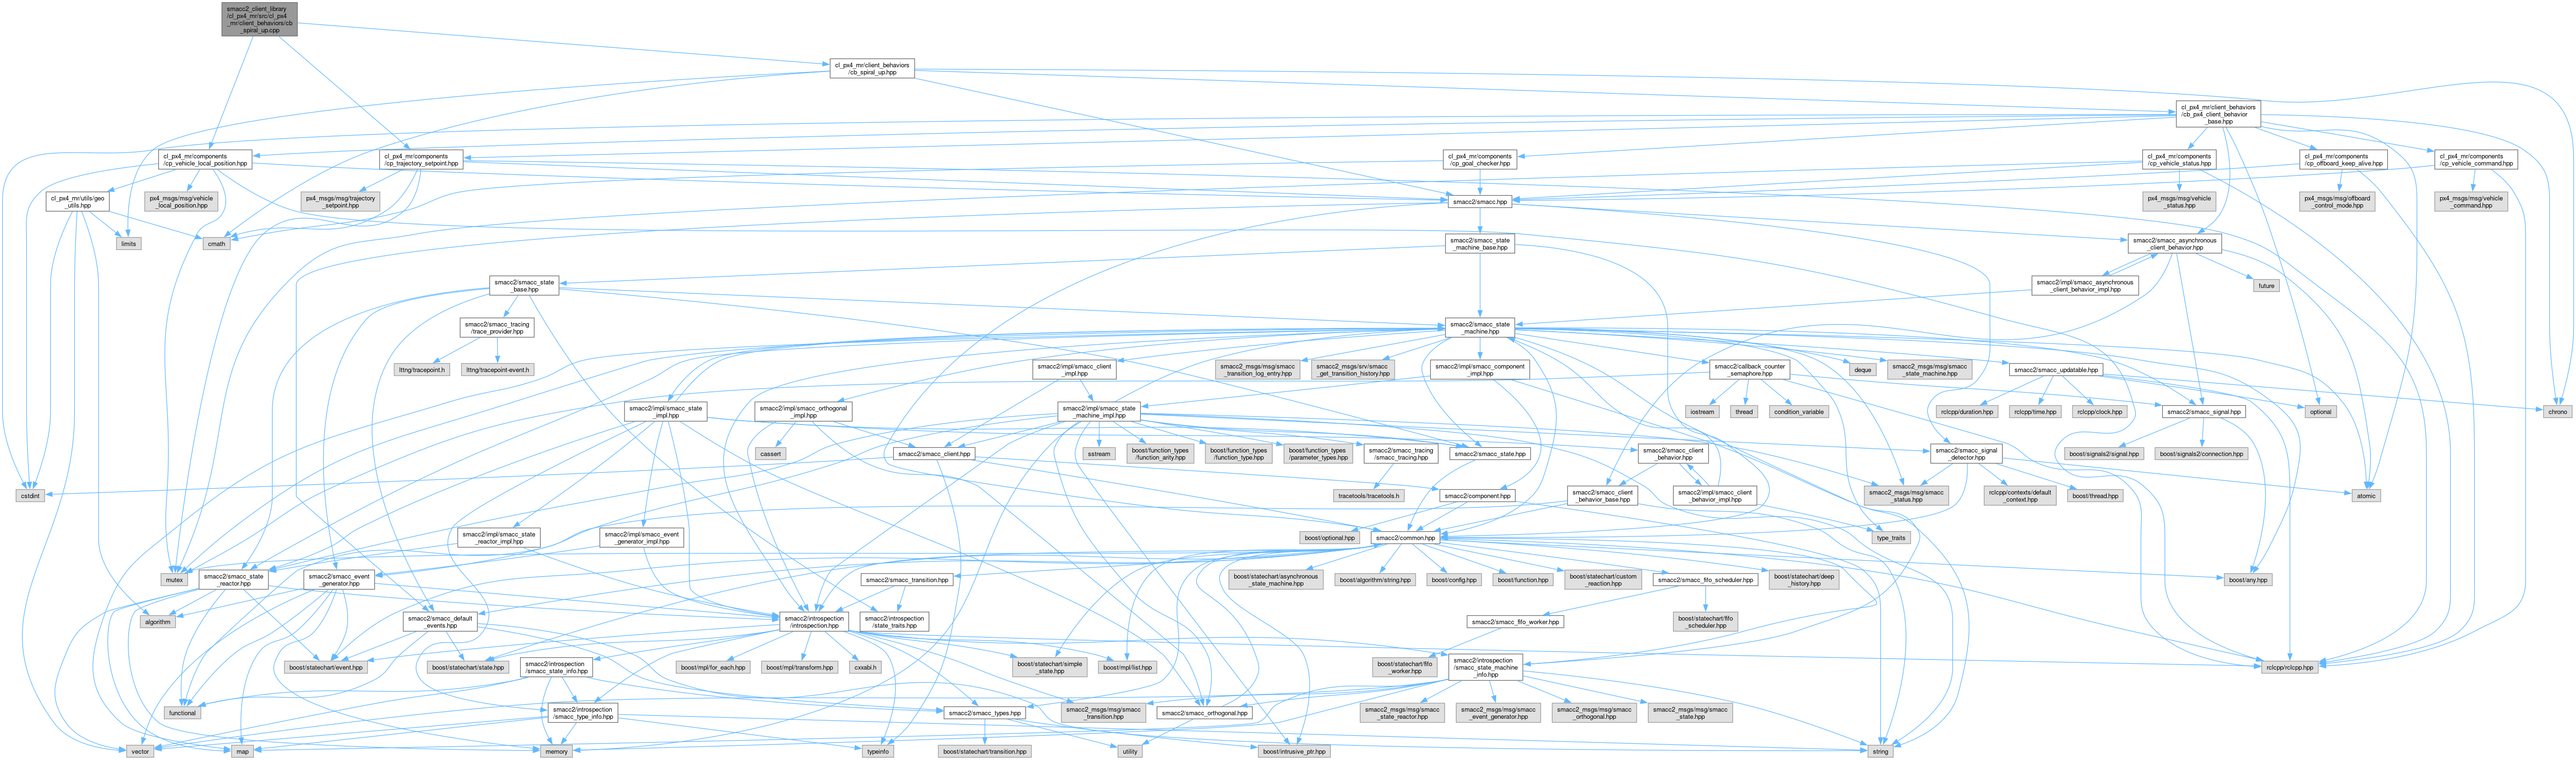 smacc2_client_library
/cl_px4_mr/src/cl_px4
_mr/client_behaviors/cb
_spiral_up.cpp
cl_px4_mr/client_behaviors
/cb_spiral_up.hpp
cl_px4_mr/client_behaviors
/cb_px4_client_behavior
_base.hpp
cl_px4_mr/components
/cp_vehicle_local_position.hpp
cl_px4_mr/components
/cp_trajectory_setpoint.hpp
cl_px4_mr/components
/cp_goal_checker.hpp
cl_px4_mr/components
/cp_vehicle_status.hpp
cl_px4_mr/components
/cp_offboard_keep_alive.hpp
cl_px4_mr/components
/cp_vehicle_command.hpp
cl_px4_mr/utils/geo
_utils.hpp
px4_msgs/msg/vehicle
_local_position.hpp
px4_msgs/msg/trajectory
_setpoint.hpp
smacc2/smacc.hpp
px4_msgs/msg/vehicle
_status.hpp
px4_msgs/msg/offboard
_control_mode.hpp
px4_msgs/msg/vehicle
_command.hpp
limits
cmath
smacc2/smacc_state
_machine_base.hpp
smacc2/smacc_asynchronous
_client_behavior.hpp
smacc2/smacc_state
_base.hpp
smacc2/impl/smacc_asynchronous
_client_behavior_impl.hpp
future
smacc2/smacc_tracing
/trace_provider.hpp
smacc2/smacc_state
_machine.hpp
lttng/tracepoint.h
lttng/tracepoint-event.h
smacc2/impl/smacc_client
_impl.hpp
smacc2_msgs/msg/smacc
_transition_log_entry.hpp
smacc2_msgs/srv/smacc
_get_transition_history.hpp
smacc2/impl/smacc_component
_impl.hpp
smacc2/callback_counter
_semaphore.hpp
deque
smacc2_msgs/msg/smacc
_state_machine.hpp
smacc2/smacc_updatable.hpp
smacc2/impl/smacc_state
_impl.hpp
smacc2/impl/smacc_orthogonal
_impl.hpp
smacc2/impl/smacc_state
_machine_impl.hpp
iostream
thread
condition_variable
rclcpp/duration.hpp
rclcpp/time.hpp
rclcpp/clock.hpp
smacc2/smacc_signal.hpp
optional
chrono
cassert
smacc2/smacc_client.hpp
sstream
boost/function_types
/function_arity.hpp
boost/function_types
/function_type.hpp
boost/function_types
/parameter_types.hpp
smacc2/smacc_tracing
/smacc_tracing.hpp
smacc2/smacc_state.hpp
smacc2/smacc_client
_behavior.hpp
smacc2/smacc_signal
_detector.hpp
boost/signals2/signal.hpp
boost/signals2/connection.hpp
cstdint
tracetools/tracetools.h
smacc2/component.hpp
smacc2/smacc_client
_behavior_base.hpp
smacc2/impl/smacc_client
_behavior_impl.hpp
smacc2_msgs/msg/smacc
_status.hpp
rclcpp/contexts/default
_context.hpp
boost/thread.hpp
atomic
smacc2/impl/smacc_state
_reactor_impl.hpp
smacc2/impl/smacc_event
_generator_impl.hpp
boost/optional.hpp
smacc2/common.hpp
type_traits
mutex
smacc2/smacc_state
_reactor.hpp
smacc2/smacc_event
_generator.hpp
smacc2/smacc_transition.hpp
boost/statechart/asynchronous
_state_machine.hpp
boost/algorithm/string.hpp
boost/config.hpp
boost/function.hpp
boost/statechart/custom
_reaction.hpp
smacc2/smacc_fifo_scheduler.hpp
boost/statechart/deep
_history.hpp
boost/any.hpp
algorithm
smacc2/smacc_default
_events.hpp
smacc2/introspection
/introspection.hpp
smacc2/introspection
/state_traits.hpp
smacc2/smacc_fifo_worker.hpp
boost/statechart/fifo
_scheduler.hpp
boost/statechart/event.hpp
boost/statechart/state.hpp
smacc2/introspection
/smacc_state_info.hpp
boost/mpl/for_each.hpp
boost/mpl/transform.hpp
cxxabi.h
boost/statechart/simple
_state.hpp
boost/mpl/list.hpp
boost/statechart/fifo
_worker.hpp
smacc2/introspection
/smacc_state_machine
_info.hpp
rclcpp/rclcpp.hpp
functional
smacc2/introspection
/smacc_type_info.hpp
smacc2/smacc_types.hpp
smacc2_msgs/msg/smacc
_transition.hpp
smacc2/smacc_orthogonal.hpp
smacc2_msgs/msg/smacc
_state_reactor.hpp
smacc2_msgs/msg/smacc
_event_generator.hpp
smacc2_msgs/msg/smacc
_orthogonal.hpp
smacc2_msgs/msg/smacc
_state.hpp
vector
map
memory
typeinfo
boost/statechart/transition.hpp
utility
boost/intrusive_ptr.hpp
string